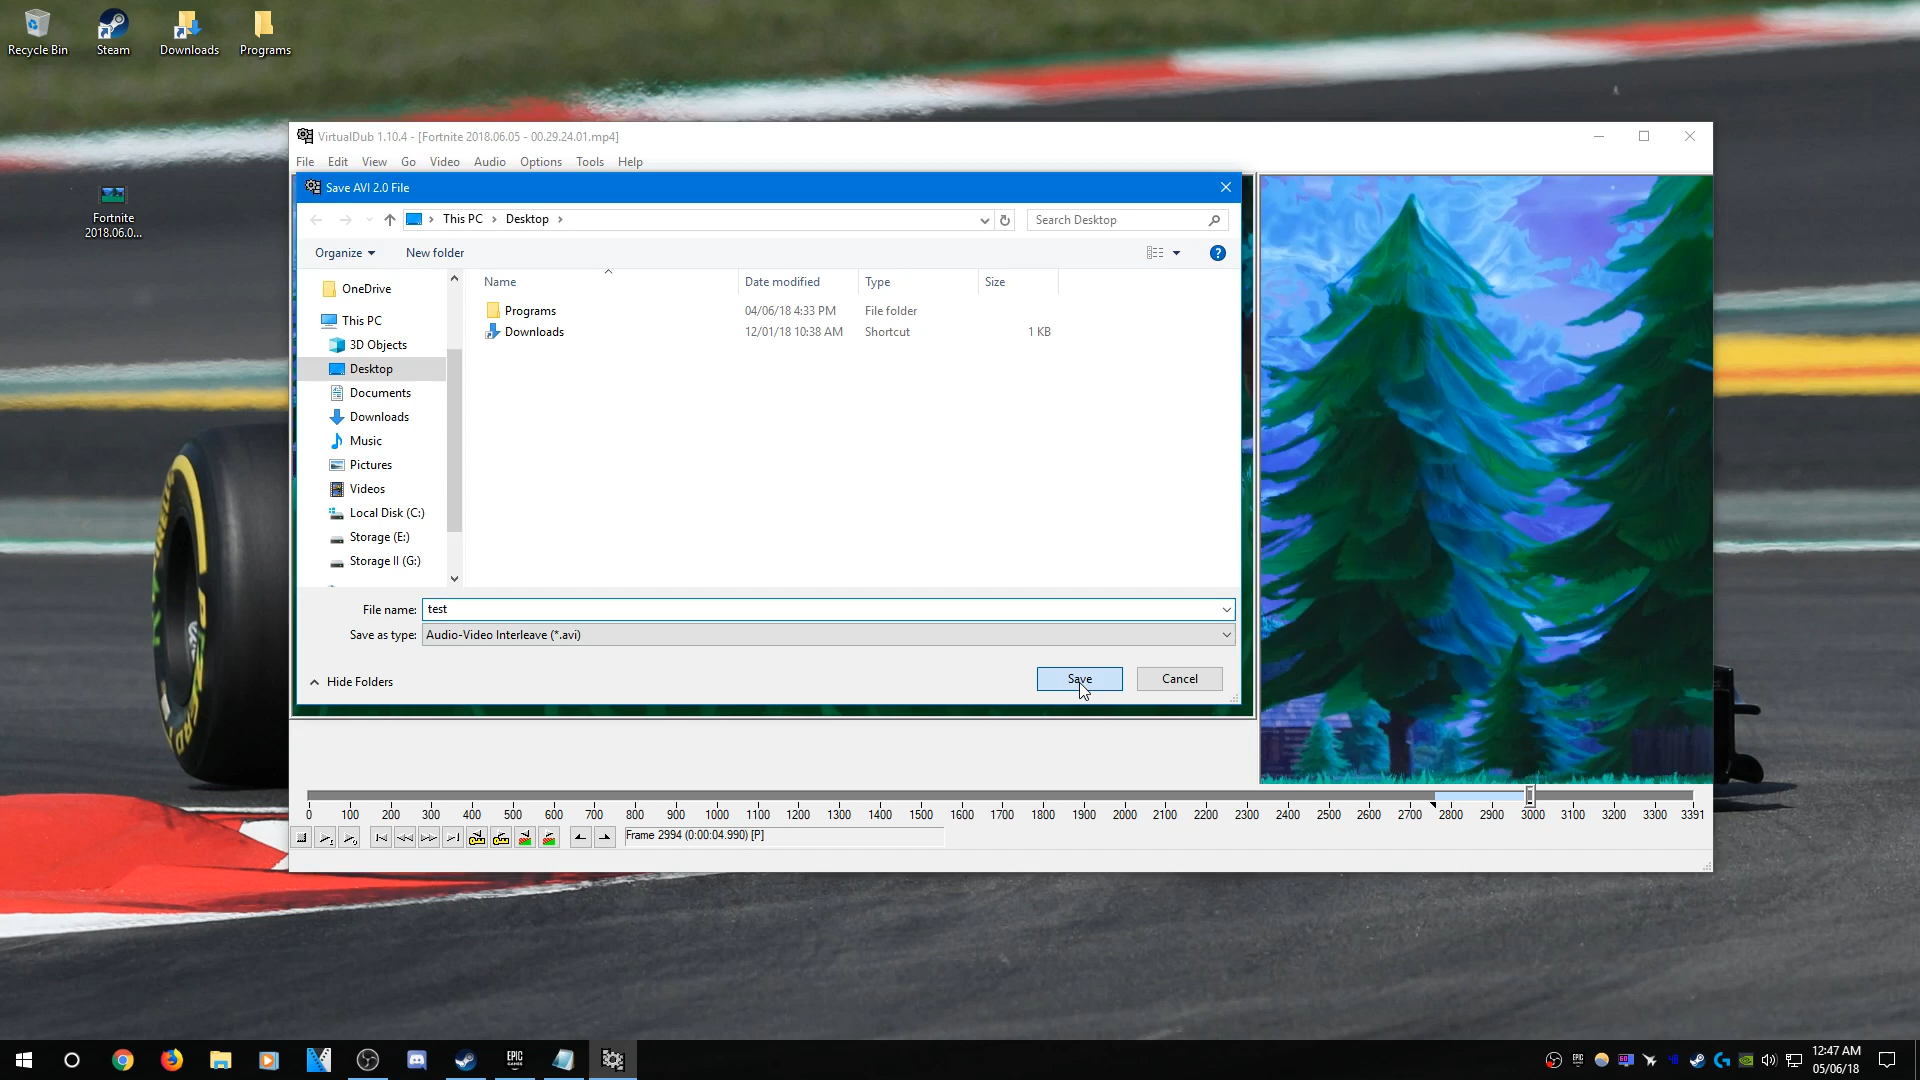 Recycle Bin
Steam
Downloads
Programs
Fortnite
2018.06.0...
VirtualDub 1.10.4 - [Fortnite 2018.06.05 - 00.29.24.01.mp4]
File Edit View Go Video Audio Options Tools Help
Save AVI 2.0 File
This PC > Desktop >
Search Desktop
Organize
New folder
?
OneDrive
This PC
3D Objects
Desktop
Documents
Downloads
Music
Pictures
Videos
Local Disk (C:)
Storage (E:)
Storage II (G:)
Name Date modified Type Size
Programs 04/06/18 4:33 PM File folder
Downloads 12/01/18 10:38 AM Shortcut 1 KB
File name: test
Save as type: Audio-Video Interleave (*.avi)
Hide Folders
Save
Cancel
0 100 200 300 400 500 600 700 800 900 1000 1100 1200 1300 1400 1500 1600 1700 1800 1900 2000 2100 2200 2300 2400 2500 2600 2700 2800 2900 3000 3100 3200 3300 3391
Frame 2994 (0:00:04.990) [P]
EPIC
GAMES
12:47 AM
05/06/18